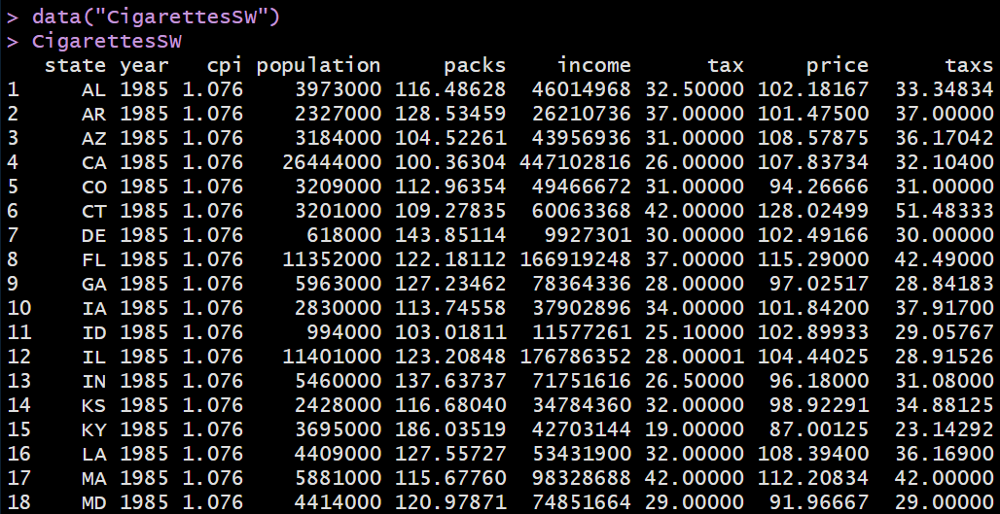 > data("CigarettesSW")
> CigarettesSW
   state year   cpi population     packs    income      tax     price     taxs
1     AL 1985 1.076    3973000 116.48628  46014968 32.50000 102.18167 33.34834
2     AR 1985 1.076    2327000 128.53459  26210736 37.00000 101.47500 37.00000
3     AZ 1985 1.076    3184000 104.52261  43956936 31.00000 108.57875 36.17042
4     CA 1985 1.076   26444000 100.36304 447102816 26.00000 107.83734 32.10400
5     CO 1985 1.076    3209000 112.96354  49466672 31.00000  94.26666 31.00000
6     CT 1985 1.076    3201000 109.27835  60063368 42.00000 128.02499 51.48333
7     DE 1985 1.076     618000 143.85114   9927301 30.00000 102.49166 30.00000
8     FL 1985 1.076   11352000 122.18112 166919248 37.00000 115.29000 42.49000
9     GA 1985 1.076    5963000 127.23462  78364336 28.00000  97.02517 28.84183
10    IA 1985 1.076    2830000 113.74558  37902896 34.00000 101.84200 37.91700
11    ID 1985 1.076     994000 103.01811  11577261 25.10000 102.89933 29.05767
12    IL 1985 1.076   11401000 123.20848 176786352 28.00001 104.44025 28.91526
13    IN 1985 1.076    5460000 137.63737  71751616 26.50000  96.18000 31.08000
14    KS 1985 1.076    2428000 116.68040  34784360 32.00000  98.92291 34.88125
15    KY 1985 1.076    3695000 186.03519  42703144 19.00000  87.00125 23.14292
16    LA 1985 1.076    4409000 127.55727  53431900 32.00000 108.39400 36.16900
17    MA 1985 1.076    5881000 115.67760  98328688 42.00000 112.20834 42.00000
18    MD 1985 1.076    4414000 120.97871  74851664 29.00000  91.96667 29.00000